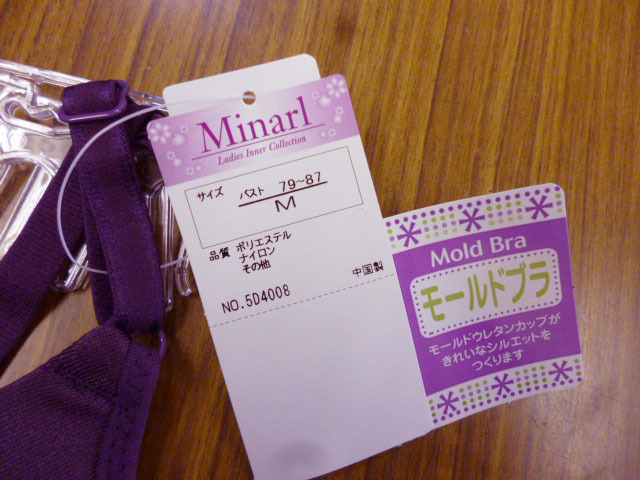 Minarl
Ladies Inner Collection
サイズ バスト 79~87
M
品質 ポリエステル
ナイロン
その他
中国製
NO.5D4008
Mold Bra
モールドブラ
モールドウレタンカップが
きれいなシルエットを
つくります